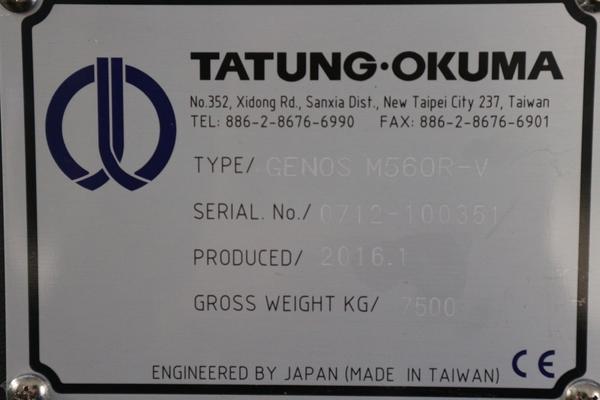 TATUNG·OKUMA
No.352, Xidong Rd., Sanxia Dist., New Taipei City 237, Taiwan
TEL: 886-2-8676-6990 FAX: 886-2-8676-6901
TYPE/ GENOS M560R-V
SERIAL. No./ 0712-100351
PRODUCED/ 2016.1
GROSS WEIGHT KG/ 7500
ENGINEERED BY JAPAN (MADE IN TAIWAN) CE